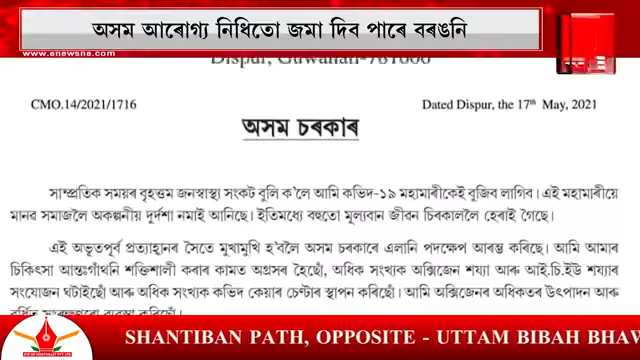 অসম আৰোগ্য নিধিতো জমা দিব পাৰে বৰঙনি
www.enewsne.com
Dispur, Guwahati-781006
CMO.14/2021/1716
Dated Dispur, the 17th May, 2021
অসম চৰকাৰ
সাম্প্ৰতিক সময়ৰ বৃহত্তম জনস্বাস্থ্য সংকট বুলি ক'লে আমি কভিদ-১৯ মহামাৰীকেই বুজিব লাগিব। এই মহামাৰীয়ে
মানৱ সমাজলৈ অকল্পনীয় দুৰ্দশা নমাই আনিছে। ইতিমধ্যে বহুতো মূল্যবান জীৱন চিৰকাললৈ হেৰাই গৈছে।
এই অভূতপূৰ্ব প্ৰত্যাহ্বানৰ সৈতে মুখামুখি হ'বলৈ অসম চৰকাৰে এলানি পদক্ষেপ আৰম্ভ কৰিছে। আমি আমাৰ
চিকিৎসা আন্তঃগাঁথনি শক্তিশালী কৰাৰ কামত অগ্ৰসৰ হৈছোঁ, অধিক সংখ্যক অক্সিজেন শয্যা আৰু আই.চি.ইউ শয্যাৰ
সংযোজন ঘটাইছোঁ আৰু অধিক সংখ্যক কভিদ কেয়াৰ চেণ্টাৰ স্থাপন কৰিছোঁ। আমি অক্সিজেনৰ অধিকতৰ উৎপাদন আৰু
SHANTIBAN PATH, OPPOSITE - UTTAM BIBAH BHAW